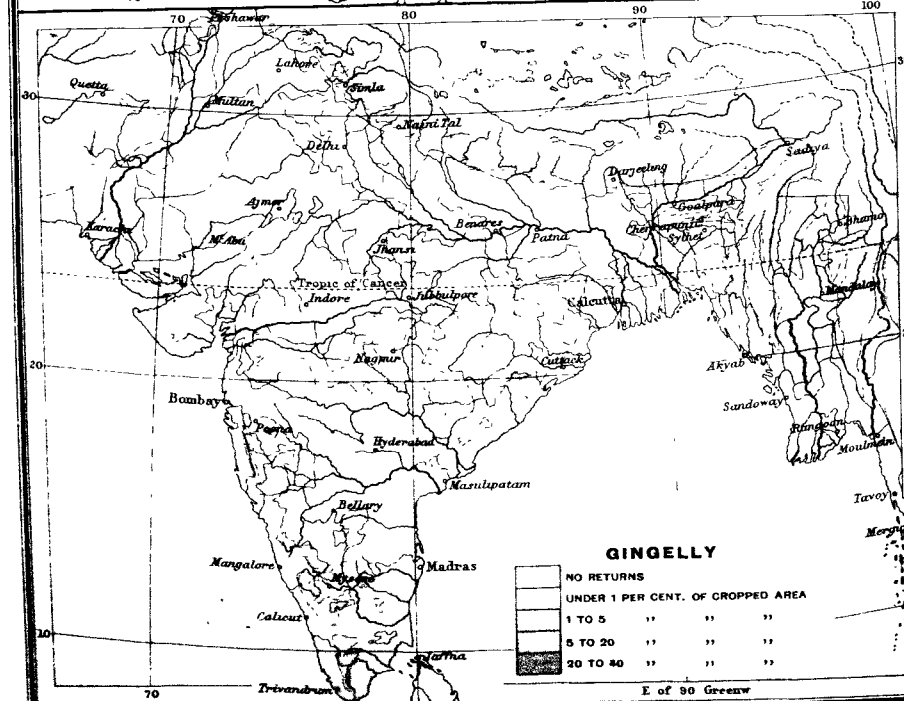 70 80 90 100
Peshawar
Lahore
Simla
Quetta
30
Multan
Naini Tal
Delhi
Sadiya
Darjeeling
Ajmer
Goalpara
Bhamo
Karachi
Benares
Cherrapunji
Mt. Abu
Jhansi
Patna
Sylhet
Tropic of Cancer
Mandalay
Indore
Jubbulpore
Calcutta
Nagpur
Cuttack
Akyab
20
Bombay
Sandoway
Poona
Hyderabad
Rangoon
Moulmein
Masulipatam
Bellary
Tavoy
Mergui
Mangalore
Mysore
Madras
Calicut
10
Jaffna
Trivandrum
70 80
GINGELLY
NO RETURNS
UNDER 1 PER CENT. OF CROPPED AREA
1 TO 5 " " "
5 TO 20 " " "
20 TO 40 " " "
E of 90 Greenw